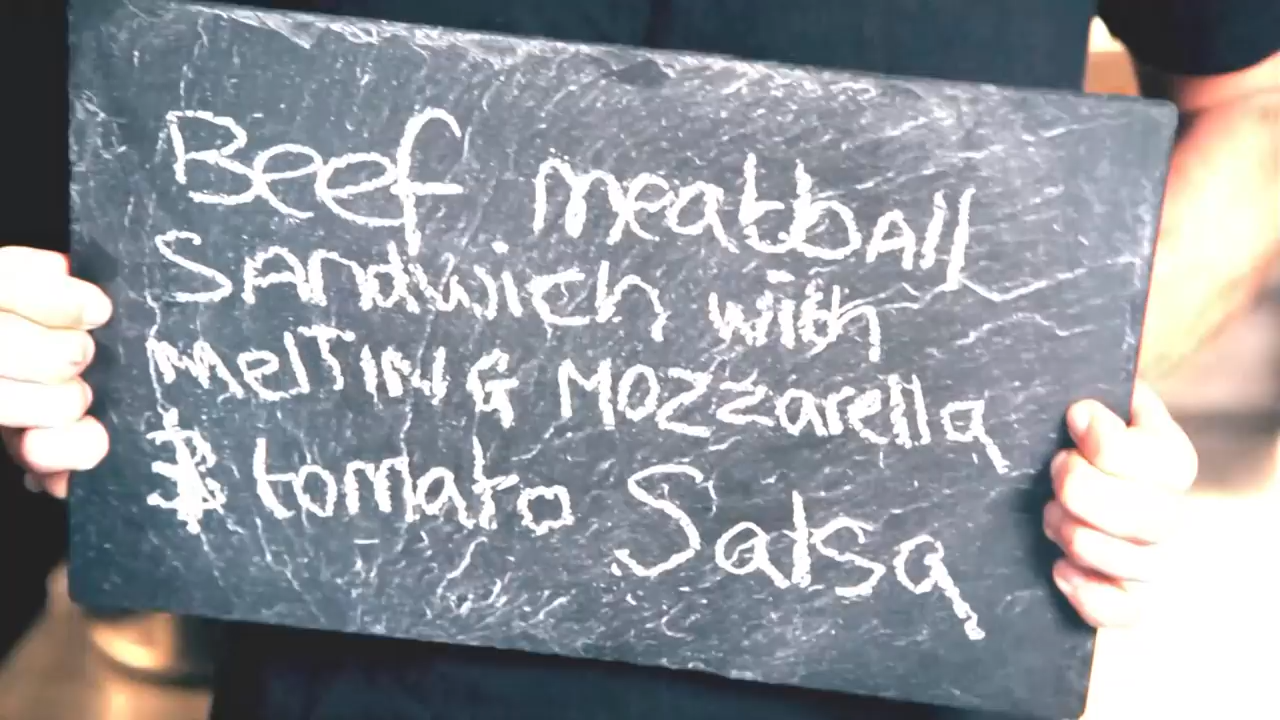 Beef meatball
SANdwich with
MelTING MOZZarella
& tomato Salsa